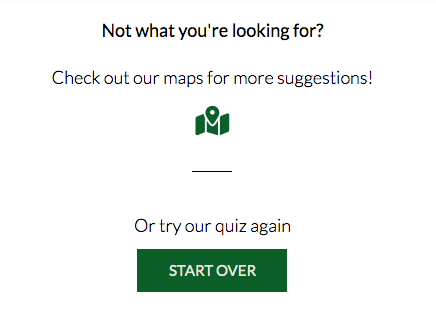 Not what you're looking for?
Check out our maps for more suggestions!
Or try our quiz again
START OVER